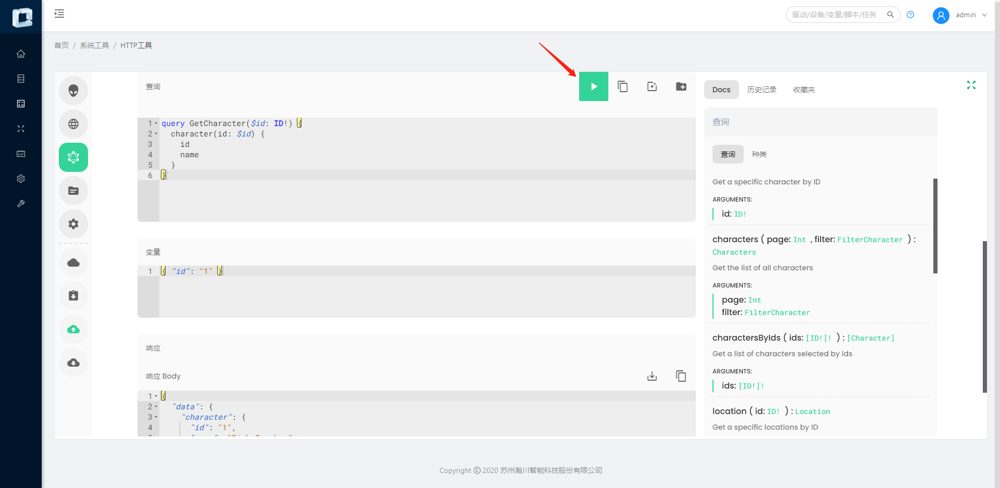 驱动/设备/变量/脚本/任务
admin
首页 / 系统工具 / HTTP工具
查询
1 query GetCharacter($id: ID!) {
2 character(id: $id) {
3 id
4 name
5 }
6 }
变量
1 { "id": "1" }
响应
响应 Body
1 {
2 "data": {
3 "character": {
4 "id": "1",
Docs 历史记录 收藏夹
查询
查询 种类
Get a specific character by ID
ARGUMENTS:
id: ID!
characters ( page: Int , filter: FilterCharacter ) :
Characters
Get the list of all characters
ARGUMENTS:
page: Int
filter: FilterCharacter
charactersByIds ( ids: [ID!]! ) : [Character]
Get a list of characters selected by ids
ARGUMENTS:
ids: [ID!]!
location ( id: ID! ) : Location
Get a specific locations by ID
Copyright © 2020 苏州瀚川智能科技股份有限公司